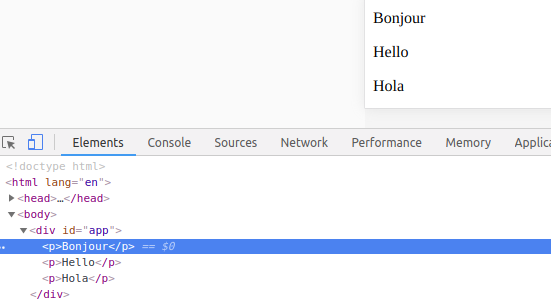 Bonjour
Hello
Hola
Elements Console Sources Network Performance Memory Applica
<!doctype html>
<html lang="en">
<head>…</head>
<body>
<div id="app">
<p>Bonjour</p> == $0
<p>Hello</p>
<p>Hola</p>
</div>